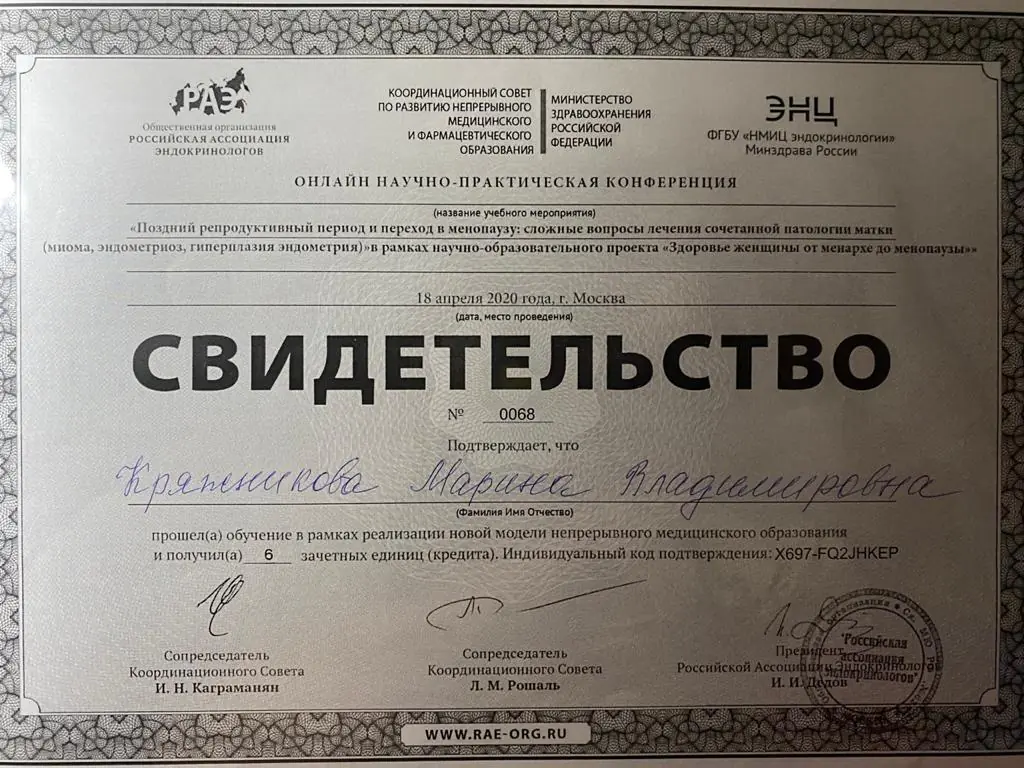 РАЭ
Общественная организация
РОССИЙСКАЯ АССОЦИАЦИЯ
ЭНДОКРИНОЛОГОВ
КООРДИНАЦИОННЫЙ СОВЕТ
ПО РАЗВИТИЮ НЕПРЕРЫВНОГО
МЕДИЦИНСКОГО
И ФАРМАЦЕВТИЧЕСКОГО
ОБРАЗОВАНИЯ
МИНИСТЕРСТВО
ЗДРАВООХРАНЕНИЯ
РОССИЙСКОЙ
ФЕДЕРАЦИИ
ЭНЦ
ФГБУ «НМИЦ эндокринологии»
Минздрава России
ОНЛАЙН НАУЧНО-ПРАКТИЧЕСКАЯ КОНФЕРЕНЦИЯ
(название учебного мероприятия)
«Поздний репродуктивный период и переход в менопаузу: сложные вопросы лечения сочетанной патологии матки
(миома, эндометриоз, гиперплазия эндометрия)»в рамках научно-образовательного проекта «Здоровье женщины от менархе до менопаузы»»
18 апреля 2020 года, г. Москва
(дата, место проведения)
СВИДЕТЕЛЬСТВО
№ 0068
Подтверждает, что
Кряжникова Марина Владимировна
(Фамилия Имя Отчество)
прошел(а) обучение в рамках реализации новой модели непрерывного медицинского образования
и получил(а) 6 зачетных единиц (кредита). Индивидуальный код подтверждения: X697-FQ2JHKEP
Сопредседатель
Координационного Совета
И. Н. Каграманян
Сопредседатель
Координационного Совета
Л. М. Рошаль
Президент
Российской Ассоциации Эндокринологов
И. И. Дедов
"Российская
ассоциация
эндокринологов"
WWW.RAE-ORG.RU